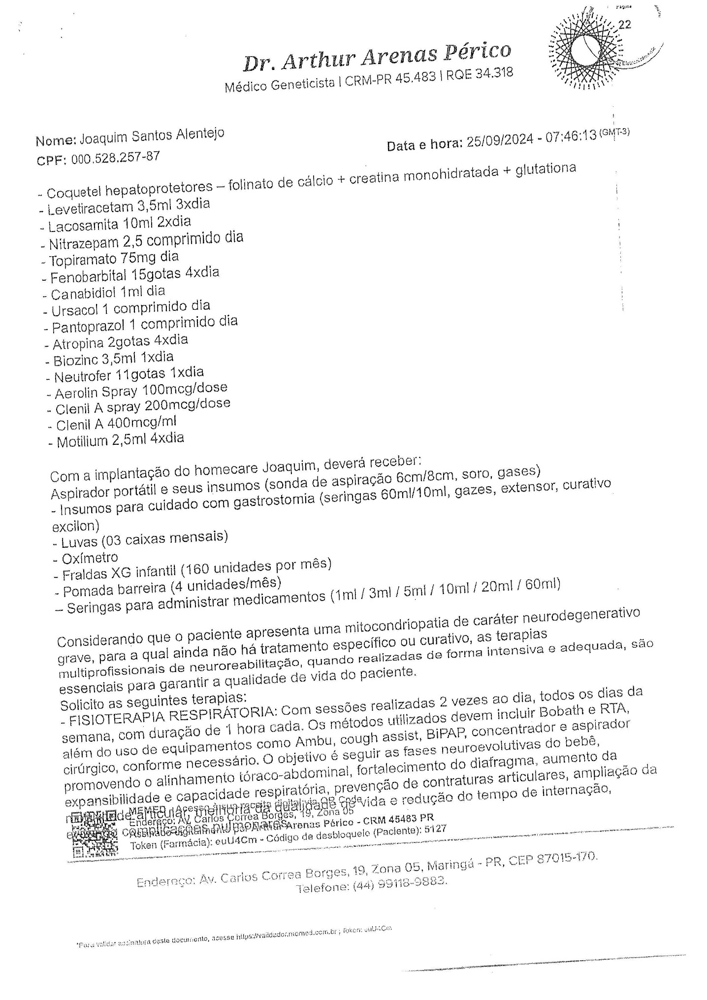 Página
22
Dr. Arthur Arenas Périco
Médico Geneticista | CRM-PR 45.483 | RQE 34.318
Nome: Joaquim Santos Alentejo
Data e hora: 25/09/2024 - 07:46:13 (GMT-3)
CPF: 000.528.257-87
- Coquetel hepatoprotetores – folinato de cálcio + creatina monohidratada + glutationa
- Levetiracetam 3,5ml 3xdia
- Lacosamita 10ml 2xdia
- Nitrazepam 2,5 comprimido dia
- Topiramato 75mg dia
- Fenobarbital 15gotas 4xdia
- Canabidiol 1ml dia
- Ursacol 1 comprimido dia
- Pantoprazol 1 comprimido dia
- Atropina 2gotas 4xdia
- Biozinc 3,5ml 1xdia
- Neutrofer 11gotas 1xdia
- Aerolin Spray 100mcg/dose
- Clenil A spray 200mcg/dose
- Clenil A 400mcg/ml
- Motilium 2,5ml 4xdia
Com a implantação do homecare Joaquim, deverá receber:
Aspirador portátil e seus insumos (sonda de aspiração 6cm/8cm, soro, gases)
- Insumos para cuidado com gastrostomia (seringas 60ml/10ml, gazes, extensor, curativo
excilon)
- Luvas (03 caixas mensais)
- Oxímetro
- Fraldas XG infantil (160 unidades por mês)
- Pomada barreira (4 unidades/mês)
– Seringas para administrar medicamentos (1ml / 3ml / 5ml / 10ml / 20ml / 60ml)
Considerando que o paciente apresenta uma mitocondriopatia de caráter neurodegenerativo
grave, para a qual ainda não há tratamento específico ou curativo, as terapias
multiprofissionais de neuroreabilitação, quando realizadas de forma intensiva e adequada, são
essenciais para garantir a qualidade de vida do paciente.
Solicito as seguintes terapias:
- FISIOTERAPIA RESPIRATORIA: Com sessões realizadas 2 vezes ao dia, todos os dias da
semana, com duração de 1 hora cada. Os métodos utilizados devem incluir Bobath e RTA,
além do uso de equipamentos como Ambu, cough assist, BiPAP, concentrador e aspirador
cirúrgico, conforme necessário. O objetivo é seguir as fases neuroevolutivas do bebê,
promovendo o alinhamento tóraco-abdominal, fortalecimento do diafragma, aumento da
expansibilidade e capacidade respiratória, prevenção de contraturas articulares, ampliação da
articular, melhoria da qualidade de vida e redução do tempo de internação,
MEMED - Acesso à sua receita digital via QR Code
Endereço: AV. Carlos Correa Borges, 19, Zona 05
complicações pulmonares.
Assinado digitalmente por Arthur Arenas Périco - CRM 45483 PR
Token (Farmácia): euU4Cm - Código de desbloqueio (Paciente): 5127
Endereço: Av. Carlos Correa Borges, 19, Zona 05, Maringá - PR, CEP 87015-170.
Telefone: (44) 99118-9883.
*Para validar assinatura deste documento, acesse https://validador.memed.com.br ; Token: euU4Cm